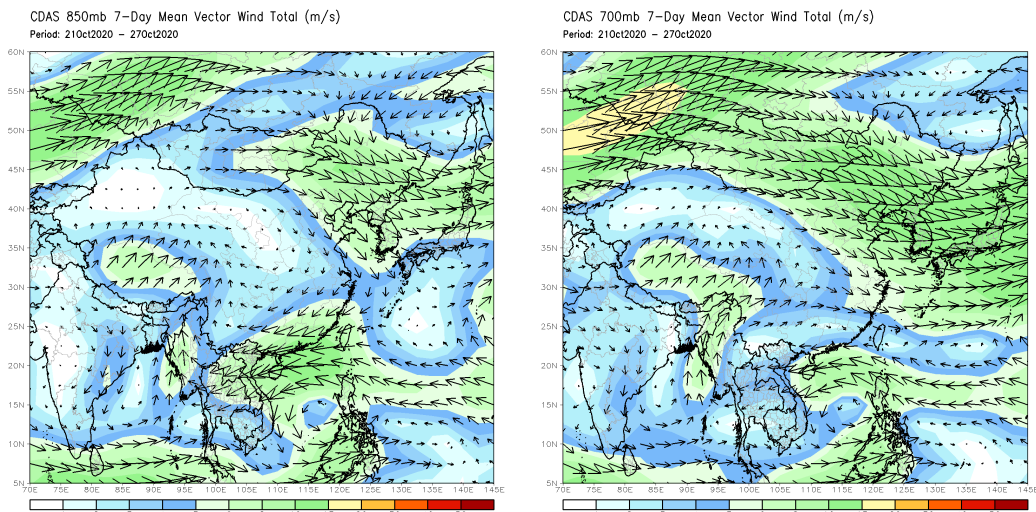 CDAS 850mb 7-Day Mean Vector Wind Total (m/s)
Period: 21Oct2020 - 27Oct2020
60N
55N
50N
45N
40N
35N
30N
25N
20N
15N
10N
5N
70E 75E 80E 85E 90E 95E 100E 105E 110E 115E 120E 125E 130E 135E 140E 145E
CDAS 700mb 7-Day Mean Vector Wind Total (m/s)
Period: 21Oct2020 - 27Oct2020
60N
55N
50N
45N
40N
35N
30N
25N
20N
15N
10N
5N
70E 75E 80E 85E 90E 95E 100E 105E 110E 115E 120E 125E 130E 135E 140E 145E